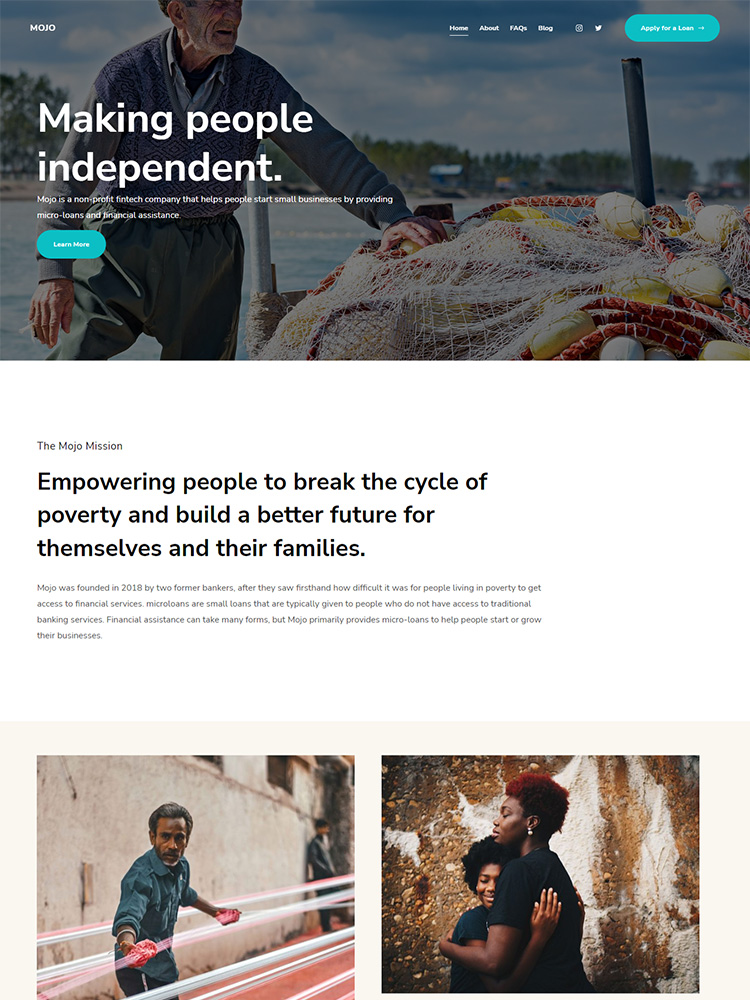 MOJO
Home About FAQs Blog
Apply for a Loan →
Making people
independent.
Mojo is a non-profit fintech company that helps people start small businesses by providing
micro-loans and financial assistance.
Learn More
The Mojo Mission
Empowering people to break the cycle of
poverty and build a better future for
themselves and their families.
Mojo was founded in 2018 by two former bankers, after they saw firsthand how difficult it was for people living in poverty to get
access to financial services. microloans are small loans that are typically given to people who do not have access to traditional
banking services. Financial assistance can take many forms, but Mojo primarily provides micro-loans to help people start or grow
their businesses.